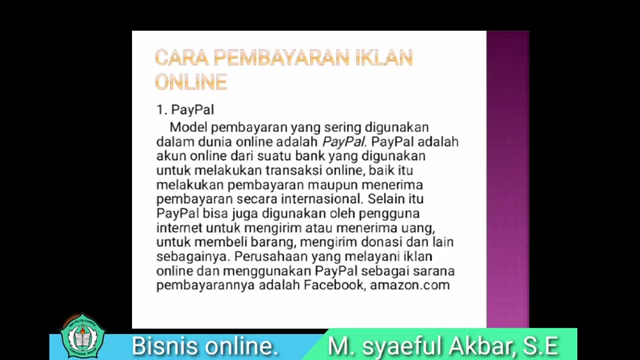 CARA PEMBAYARAN IKLAN
ONLINE
1. PayPal
Model pembayaran yang sering digunakan
dalam dunia online adalah PayPal. PayPal adalah
akun online dari suatu bank yang digunakan
untuk melakukan transaksi online, baik itu
melakukan pembayaran maupun menerima
pembayaran secara internasional. Selain itu
PayPal bisa juga digunakan oleh pengguna
internet untuk mengirim atau menerima uang,
untuk membeli barang, mengirim donasi dan lain
sebagainya. Perusahaan yang melayani iklan
online dan menggunakan PayPal sebagai sarana
pembayarannya adalah Facebook, amazon.com
Bisnis online. M. syaeful Akbar, S.E